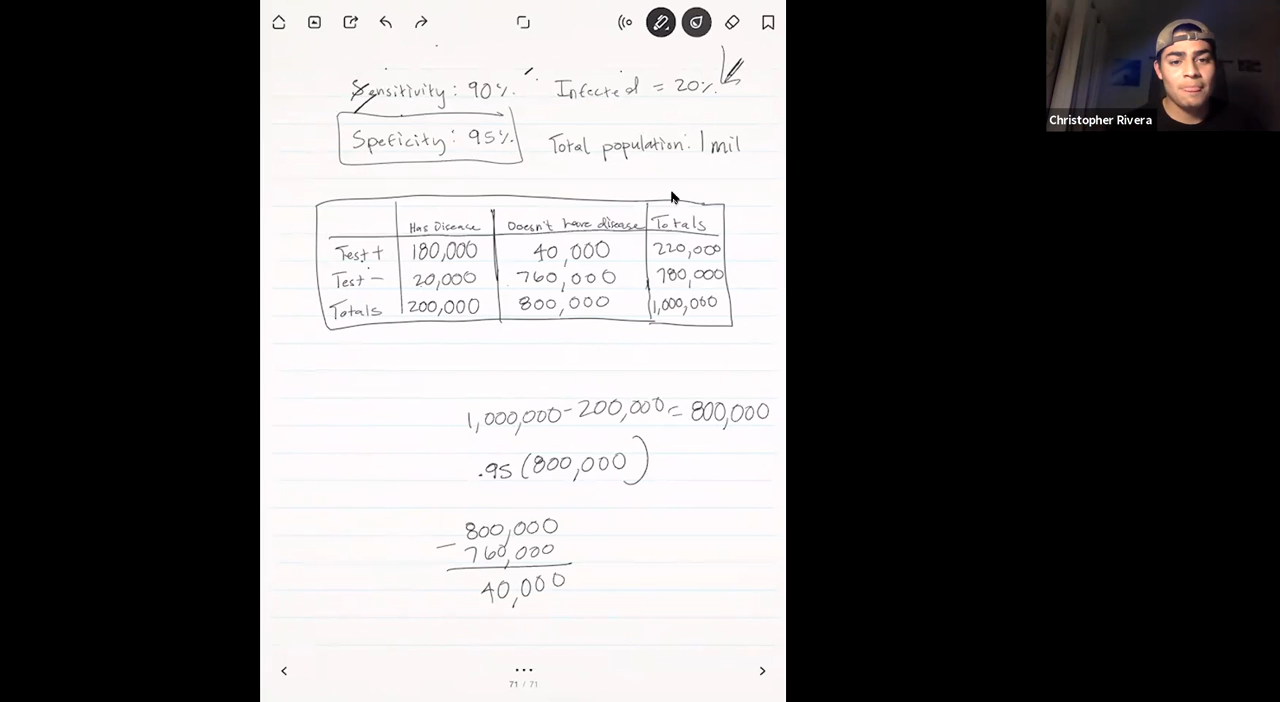 Sensitivity: 90%. Infected = 20%.
Speficity: 95% Total population: 1 mil
Has Disease Doesn't have disease Totals
Test + 180,000 40,000 220,000
Test - 20,000 760,000 780,000
Totals 200,000 800,000 1,000,000
1,000,000 - 200,000 = 800,000
.95 (800,000)
800,000
- 760,000
40,000
71 / 71
Christopher Rivera